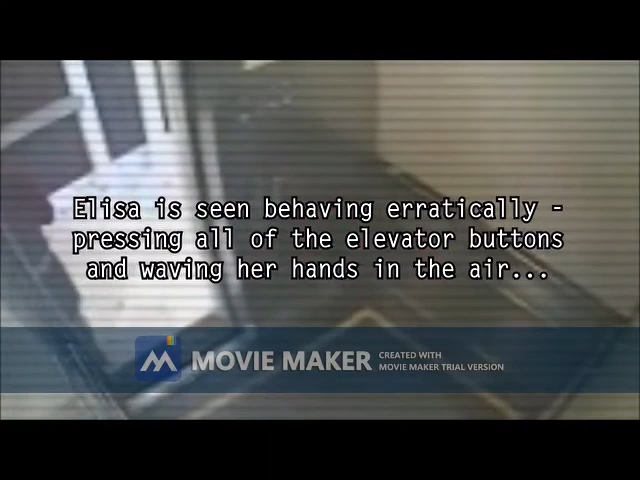 Elisa is seen behaving erratically -
pressing all of the elevator buttons
and waving her hands in the air...
MOVIE MAKER
CREATED WITH
MOVIE MAKER TRIAL VERSION